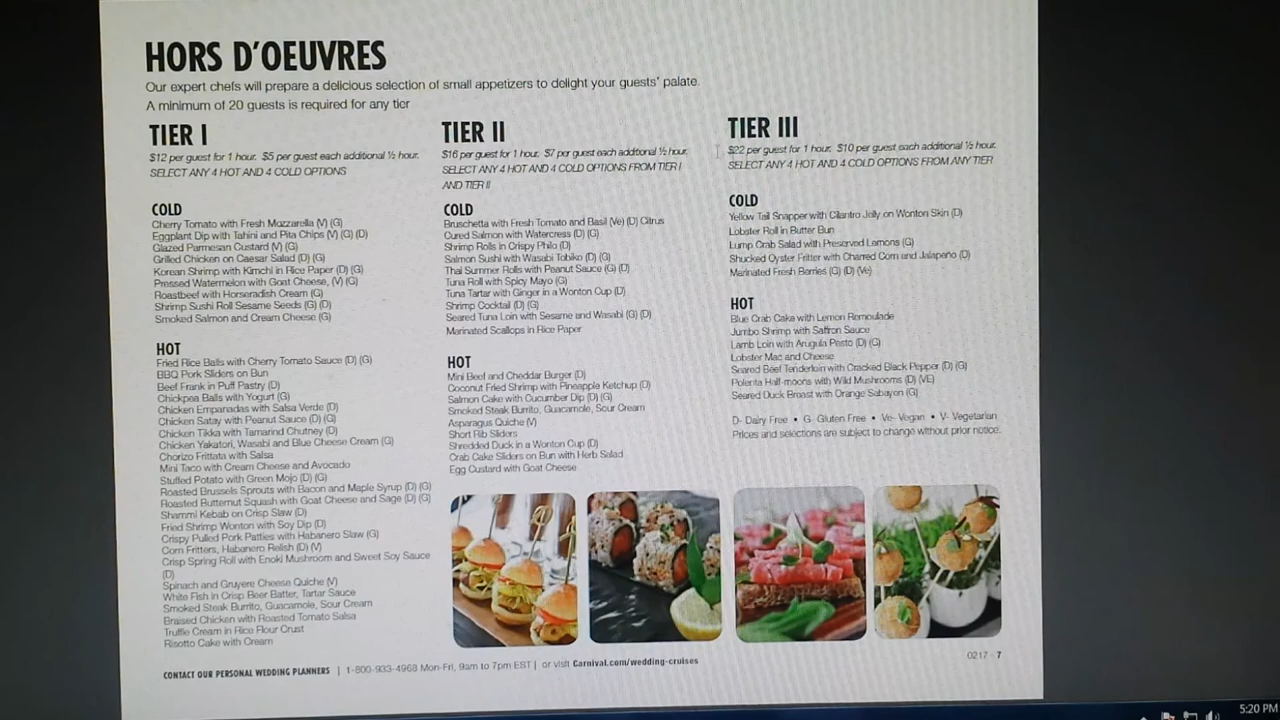 HORS D'OEUVRES
Our expert chefs will prepare a delicious selection of small appetizers to delight your guests' palate.
A minimum of 20 guests is required for any tier
TIER I
$12 per guest for 1 hour. $5 per guest each additional ½ hour.
SELECT ANY 4 HOT AND 4 COLD OPTIONS
COLD
Cherry Tomato with Fresh Mozzarella (V) (G)
Eggplant Dip with Tahini and Pita Chips (V) (G) (D)
Glazed Parmesan Custard (V) (G)
Grilled Chicken on Caesar Salad (D) (G)
Korean Shrimp with Kimchi in Rice Paper (D) (G)
Pressed Watermelon with Goat Cheese, (V) (G)
Roastbeef with Horseradish Cream (G)
Shrimp Sushi Roll Sesame Seeds (G) (D)
Smoked Salmon and Cream Cheese (G)
HOT
Fried Rice Balls with Cherry Tomato Sauce (D) (G)
BBQ Pork Sliders on Bun
Beef Frank in Puff Pastry (D)
Chickpea Balls with Yogurt (G)
Chicken Empanadas with Salsa Verde (D)
Chicken Satay with Peanut Sauce (D) (G)
Chicken Tikka with Tamarind Chutney (D)
Chicken Yakatori, Wasabi and Blue Cheese Cream (G)
Chorizo Frittata with Salsa
Mini Taco with Cream Cheese and Avocado
Stuffed Potato with Green Mojo (D) (G)
Roasted Brussels Sprouts with Bacon and Maple Syrup (D) (G)
Roasted Butternut Squash with Goat Cheese and Sage (D) (G)
Shammi Kebab on Crisp Slaw (D)
Fried Shrimp Wonton with Soy Dip (D)
Crispy Pulled Pork Patties with Habanero Slaw (G)
Corn Fritters, Habanero Relish (D) (V)
Crisp Spring Roll with Enoki Mushroom and Sweet Soy Sauce
(D)
Spinach and Gruyere Cheese Quiche (V)
White Fish in Crisp Beer Batter, Tartar Sauce
Smoked Steak Burrito, Guacamole, Sour Cream
Braised Chicken with Roasted Tomato Salsa
Truffle Cream in Rice Flour Crust
Risotto Cake with Cream
TIER II
$16 per guest for 1 hour. $7 per guest each additional ½ hour.
SELECT ANY 4 HOT AND 4 COLD OPTIONS FROM TIER I
AND TIER II
COLD
Bruschetta with Fresh Tomato and Basil (Ve) (D) Citrus
Cured Salmon with Watercress (D) (G)
Shrimp Rolls in Crispy Philo (D)
Salmon Sushi with Wasabi Tobiko (D) (G)
Thai Summer Rolls with Peanut Sauce (G) (D)
Tuna Roll with Spicy Mayo (G)
Tuna Tartar with Ginger in a Wonton Cup (D)
Shrimp Cocktail (D) (G)
Seared Tuna Loin with Sesame and Wasabi (G) (D)
Marinated Scallops in Rice Paper
HOT
Mini Beef and Cheddar Burger (D)
Coconut Fried Shrimp with Pineapple Ketchup (D)
Salmon Cake with Cucumber Dip (D) (G)
Smoked Steak Burrito, Guacamole, Sour Cream
Asparagus Quiche (V)
Short Rib Sliders
Shredded Duck in a Wonton Cup (D)
Crab Cake Sliders on Bun with Herb Salad
Egg Custard with Goat Cheese
TIER III
$22 per guest for 1 hour. $10 per guest each additional ½ hour.
SELECT ANY 4 HOT AND 4 COLD OPTIONS FROM ANY TIER
COLD
Yellow Tail Snapper with Cilantro Jelly on Wonton Skin (D)
Lobster Roll in Butter Bun
Lump Crab Salad with Preserved Lemons (G)
Shucked Oyster Fritter with Charred Corn and Jalapeño (D)
Marinated Fresh Berries (G) (D) (Ve)
HOT
Blue Crab Cake with Lemon Remoulade
Jumbo Shrimp with Saffron Sauce
Lamb Loin with Arugula Pesto (D) (G)
Lobster Mac and Cheese
Seared Beef Tenderloin with Cracked Black Pepper (D) (G)
Polenta Half-moons with Wild Mushrooms (D) (VE)
Seared Duck Breast with Orange Sabayon (G)
D- Dairy Free • G- Gluten Free • Ve- Vegan • V- Vegetarian
Prices and selections are subject to change without prior notice.
CONTACT OUR PERSONAL WEDDING PLANNERS | 1-800-933-4968 Mon-Fri, 9am to 7pm EST | or visit Carnival.com/wedding-cruises
0217 - 7
5:20 PM